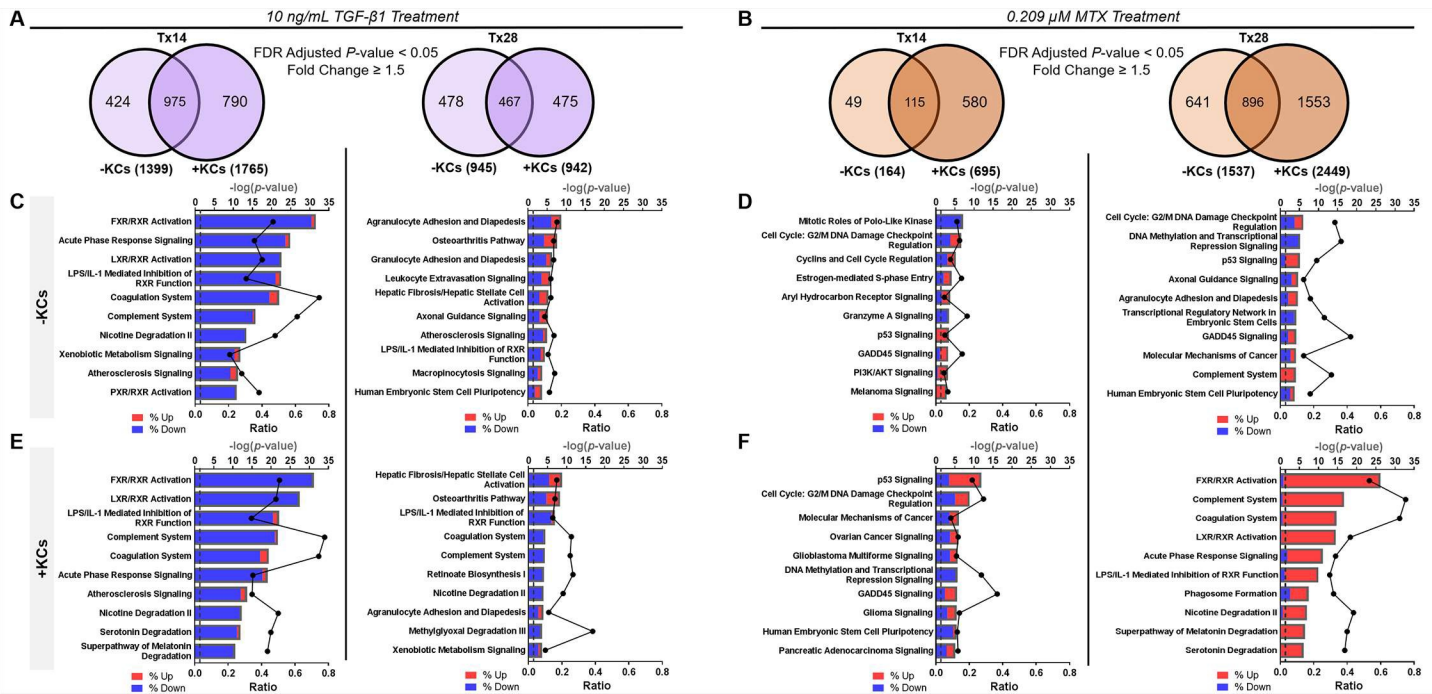 A
10 ng/mL TGF-β1 Treatment
Tx14
Tx28
FDR Adjusted P-value < 0.05
Fold Change ≥ 1.5
424
975
790
478
467
475
-KCs (1399)
+KCs (1765)
-KCs (945)
+KCs (942)
B
0.209 µM MTX Treatment
Tx14
Tx28
FDR Adjusted P-value < 0.05
Fold Change ≥ 1.5
49
115
580
641
896
1553
-KCs (164)
+KCs (695)
-KCs (1537)
+KCs (2449)
-KCs
C
-log(p-value)
0 5 10 15 20 25 30 35
FXR/RXR Activation
Acute Phase Response Signaling
LXR/RXR Activation
LPS/IL-1 Mediated Inhibition of
RXR Function
Coagulation System
Complement System
Nicotine Degradation II
Xenobiotic Metabolism Signaling
Atherosclerosis Signaling
PXR/RXR Activation
0.0 0.2 0.4 0.6 0.8
Ratio
% Up
% Down
-log(p-value)
0 5 10 15 20 25 30 35
Agranulocyte Adhesion and Diapedesis
Osteoarthritis Pathway
Granulocyte Adhesion and Diapedesis
Leukocyte Extravasation Signaling
Hepatic Fibrosis/Hepatic Stellate Cell
Activation
Axonal Guidance Signaling
Atherosclerosis Signaling
LPS/IL-1 Mediated Inhibition of RXR
Function
Macropinocytosis Signaling
Human Embryonic Stem Cell Pluripotency
0.0 0.2 0.4 0.6 0.8
Ratio
% Up
% Down
D
-log(p-value)
0 5 10 15 20 25 30 35
Mitotic Roles of Polo-Like Kinase
Cell Cycle: G2/M DNA Damage Checkpoint
Regulation
Cyclins and Cell Cycle Regulation
Estrogen-mediated S-phase Entry
Aryl Hydrocarbon Receptor Signaling
Granzyme A Signaling
p53 Signaling
GADD45 Signaling
PI3K/AKT Signaling
Melanoma Signaling
0.0 0.2 0.4 0.6 0.8
Ratio
% Up
% Down
-log(p-value)
0 5 10 15 20 25 30 35
Cell Cycle: G2/M DNA Damage Checkpoint
Regulation
DNA Methylation and Transcriptional
Repression Signaling
p53 Signaling
Axonal Guidance Signaling
Agranulocyte Adhesion and Diapedesis
Transcriptional Regulatory Network in
Embryonic Stem Cells
GADD45 Signaling
Molecular Mechanisms of Cancer
Complement System
Human Embryonic Stem Cell Pluripotency
0.0 0.2 0.4 0.6 0.8
Ratio
% Up
% Down
+KCs
E
-log(p-value)
0 5 10 15 20 25 30 35
FXR/RXR Activation
LXR/RXR Activation
LPS/IL-1 Mediated Inhibition of
RXR Function
Complement System
Coagulation System
Acute Phase Response Signaling
Atherosclerosis Signaling
Nicotine Degradation II
Serotonin Degradation
Superpathway of Melatonin
Degradation
0.0 0.2 0.4 0.6 0.8
Ratio
% Up
% Down
-log(p-value)
0 5 10 15 20 25 30 35
Hepatic Fibrosis/Hepatic Stellate Cell
Activation
Osteoarthritis Pathway
LPS/IL-1 Mediated Inhibition of
RXR Function
Coagulation System
Complement System
Retinoate Biosynthesis I
Nicotine Degradation II
Agranulocyte Adhesion and Diapedesis
Methylglyoxal Degradation III
Xenobiotic Metabolism Signaling
0.0 0.2 0.4 0.6 0.8
Ratio
% Up
% Down
F
-log(p-value)
0 5 10 15 20 25 30 35
p53 Signaling
Cell Cycle: G2/M DNA Damage Checkpoint
Regulation
Molecular Mechanisms of Cancer
Ovarian Cancer Signaling
Glioblastoma Multiforme Signaling
DNA Methylation and Transcriptional
Repression Signaling
GADD45 Signaling
Glioma Signaling
Human Embryonic Stem Cell Pluripotency
Pancreatic Adenocarcinoma Signaling
0.0 0.2 0.4 0.6 0.8
Ratio
% Up
% Down
-log(p-value)
0 5 10 15 20 25 30 35
FXR/RXR Activation
Complement System
Coagulation System
LXR/RXR Activation
Acute Phase Response Signaling
LPS/IL-1 Mediated Inhibition of RXR Function
Phagosome Formation
Nicotine Degradation II
Superpathway of Melatonin Degradation
Serotonin Degradation
0.0 0.2 0.4 0.6 0.8
Ratio
% Up
% Down